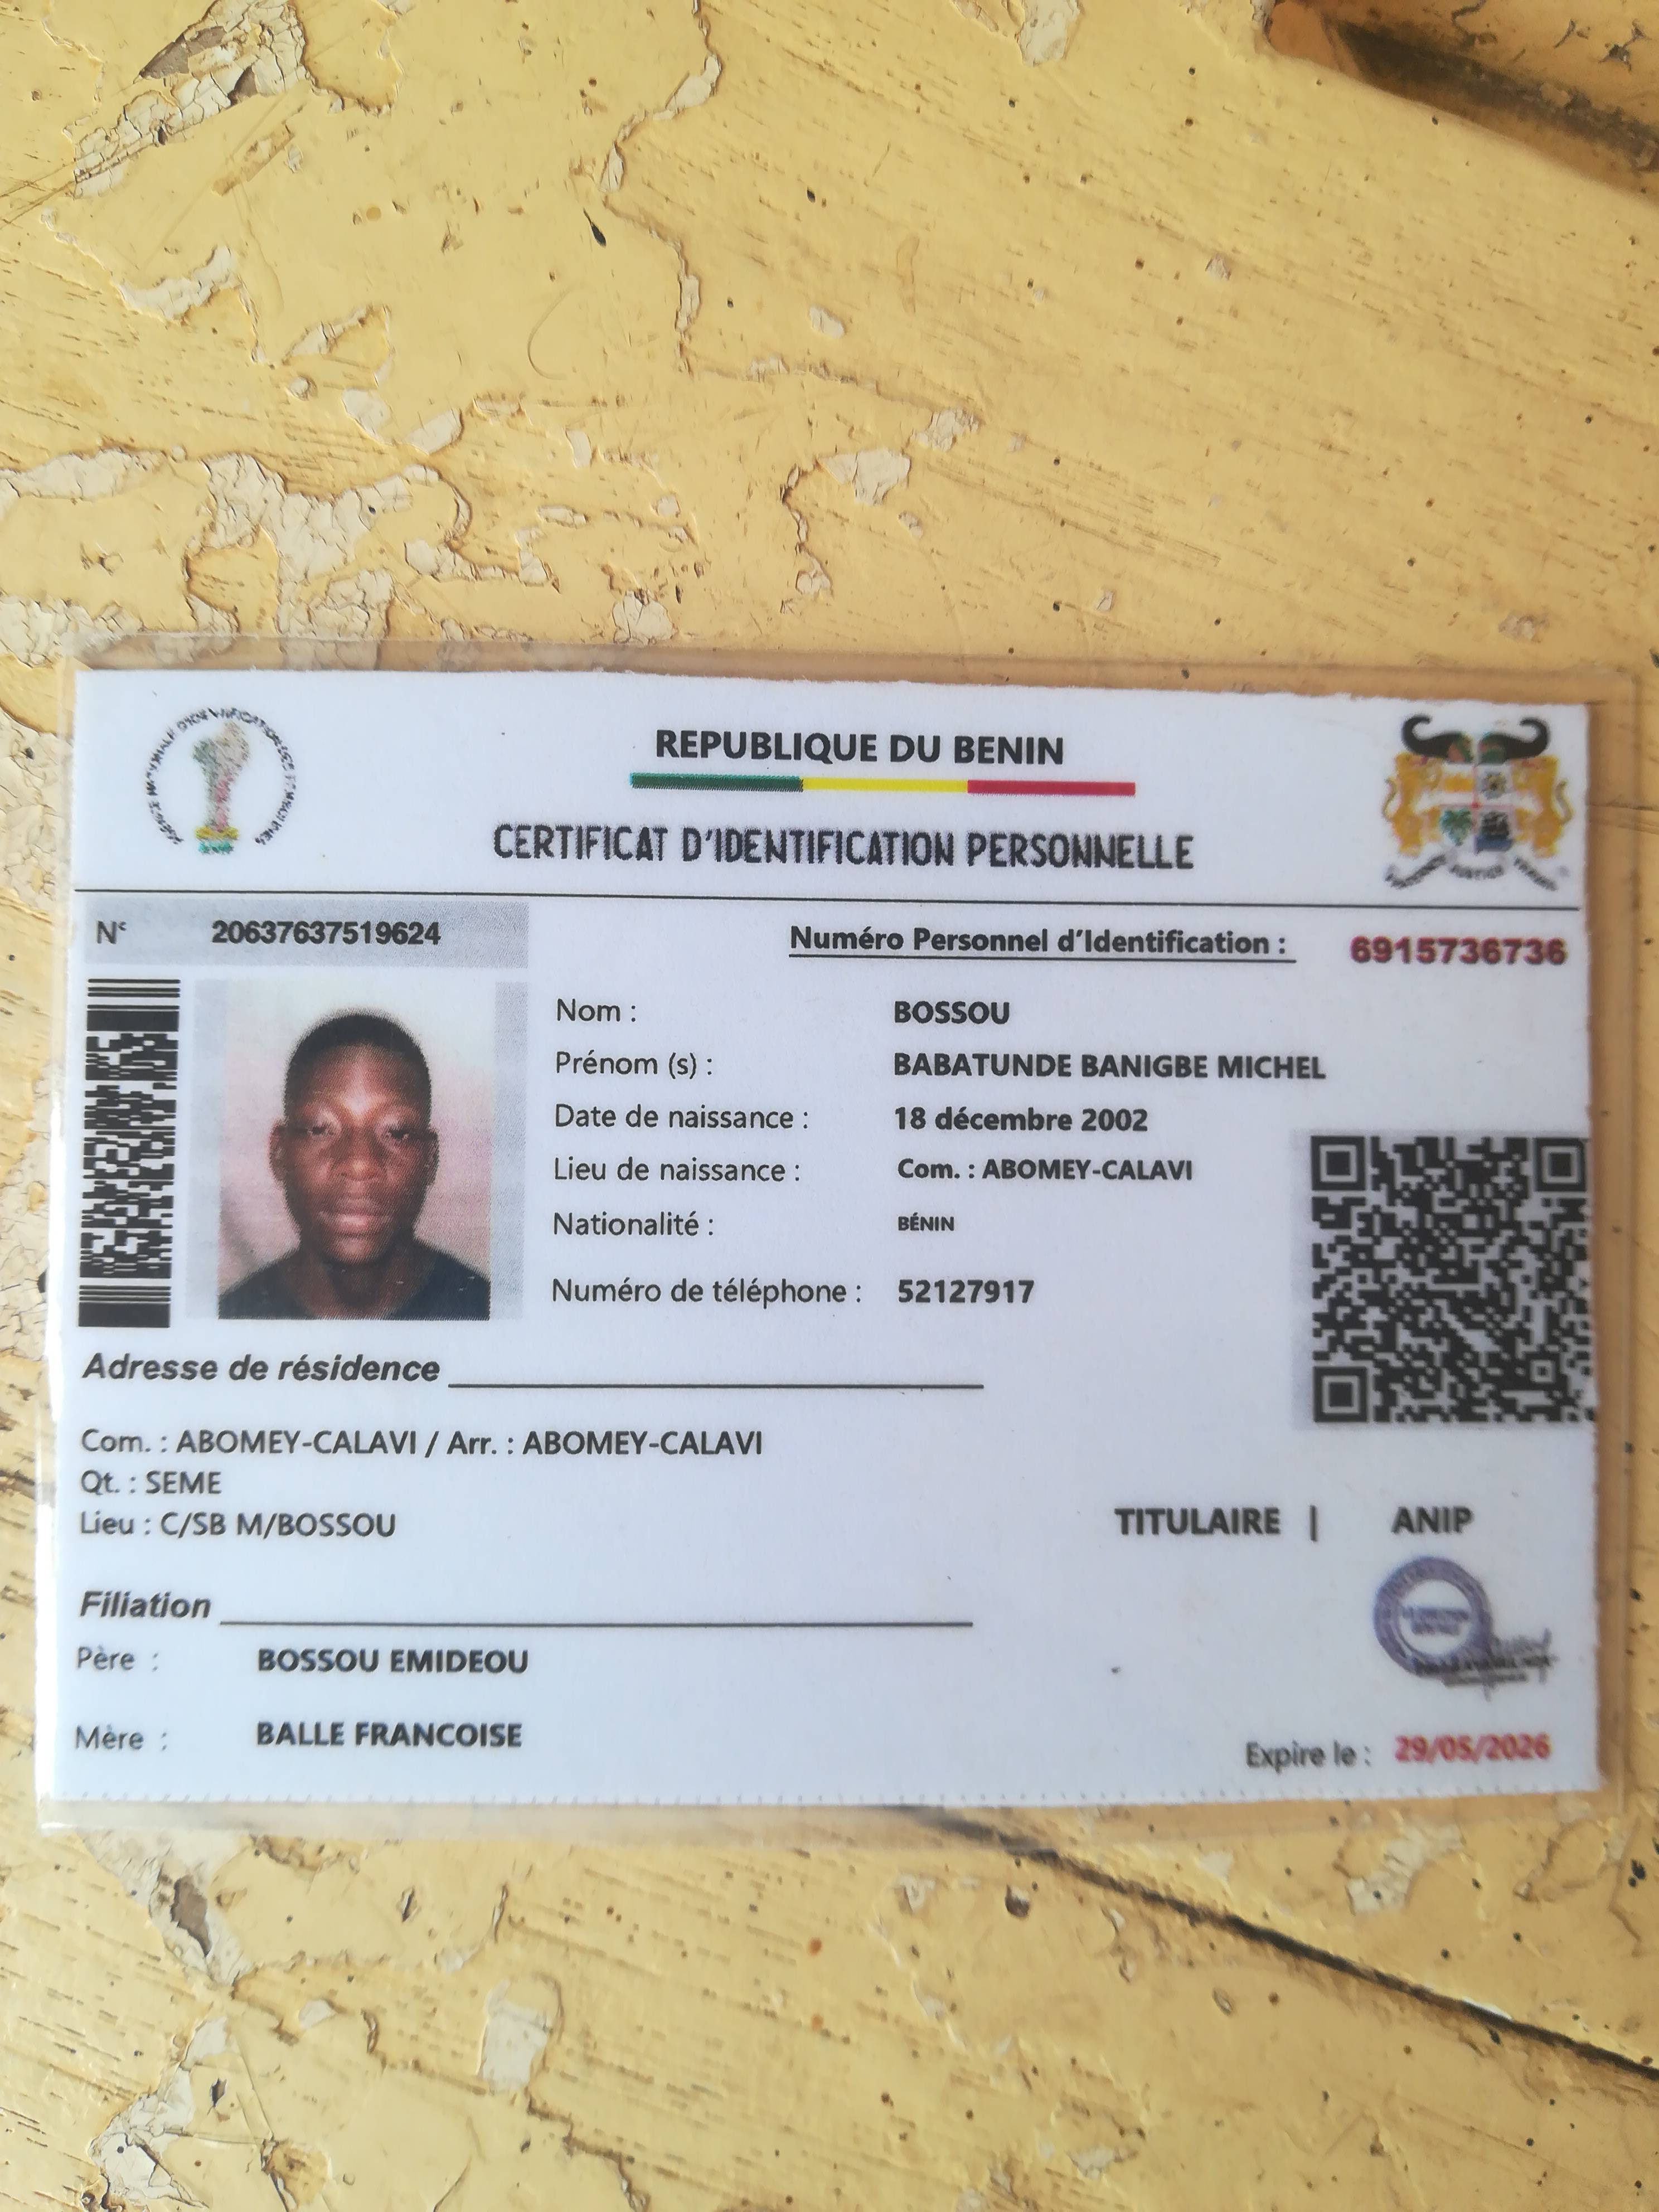 REPUBLIQUE DU BENIN
CERTIFICAT D'IDENTIFICATION PERSONNELLE
N° 20637637519624
Numéro Personnel d'Identification : 6915736736
Nom : BOSSOU
Prénom (s) : BABATUNDE BANIGBE MICHEL
Date de naissance : 18 décembre 2002
Lieu de naissance : Com. : ABOMEY-CALAVI
Nationalité : BÉNIN
Numéro de téléphone : 52127917
Adresse de résidence
Com. : ABOMEY-CALAVI / Arr. : ABOMEY-CALAVI
Qt. : SEME
Lieu : C/SB M/BOSSOU
TITULAIRE | ANIP
Filiation
Père : BOSSOU EMIDEOU
Mère : BALLE FRANCOISE
Expire le : 29/05/2026